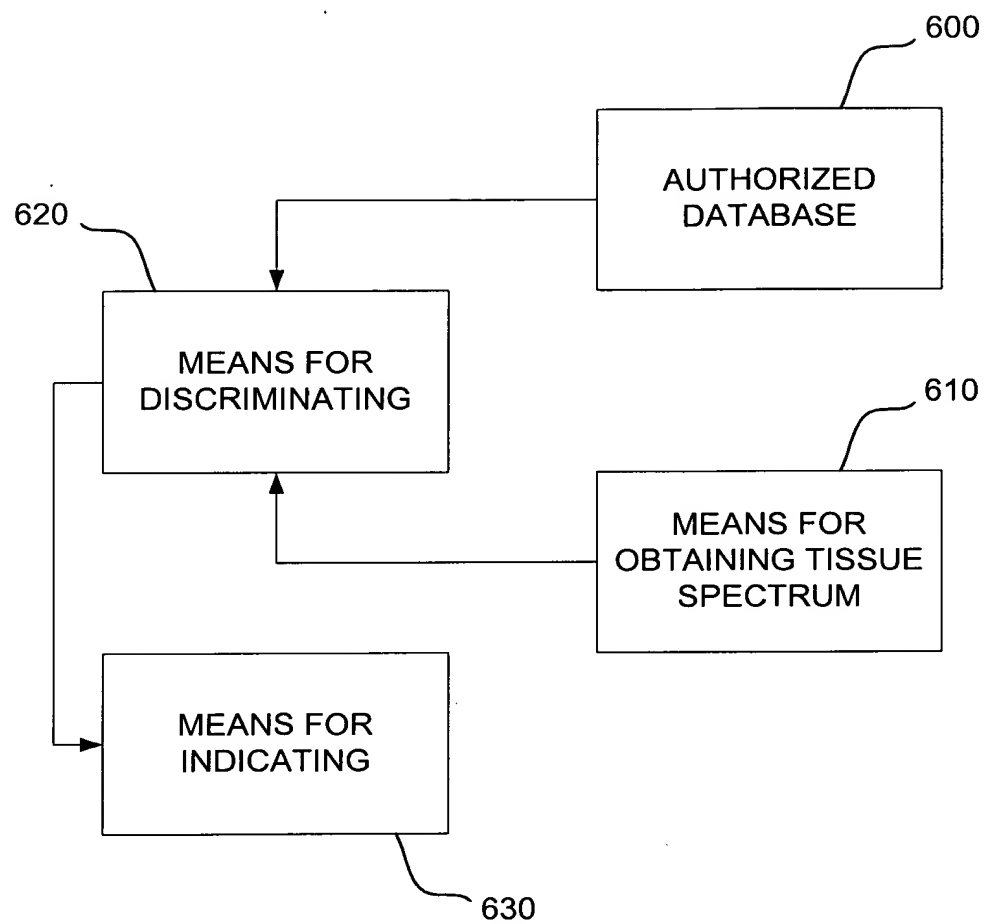 600
AUTHORIZED
DATABASE
620
MEANS FOR
DISCRIMINATING
610
MEANS FOR
OBTAINING TISSUE
SPECTRUM
MEANS FOR
INDICATING
630